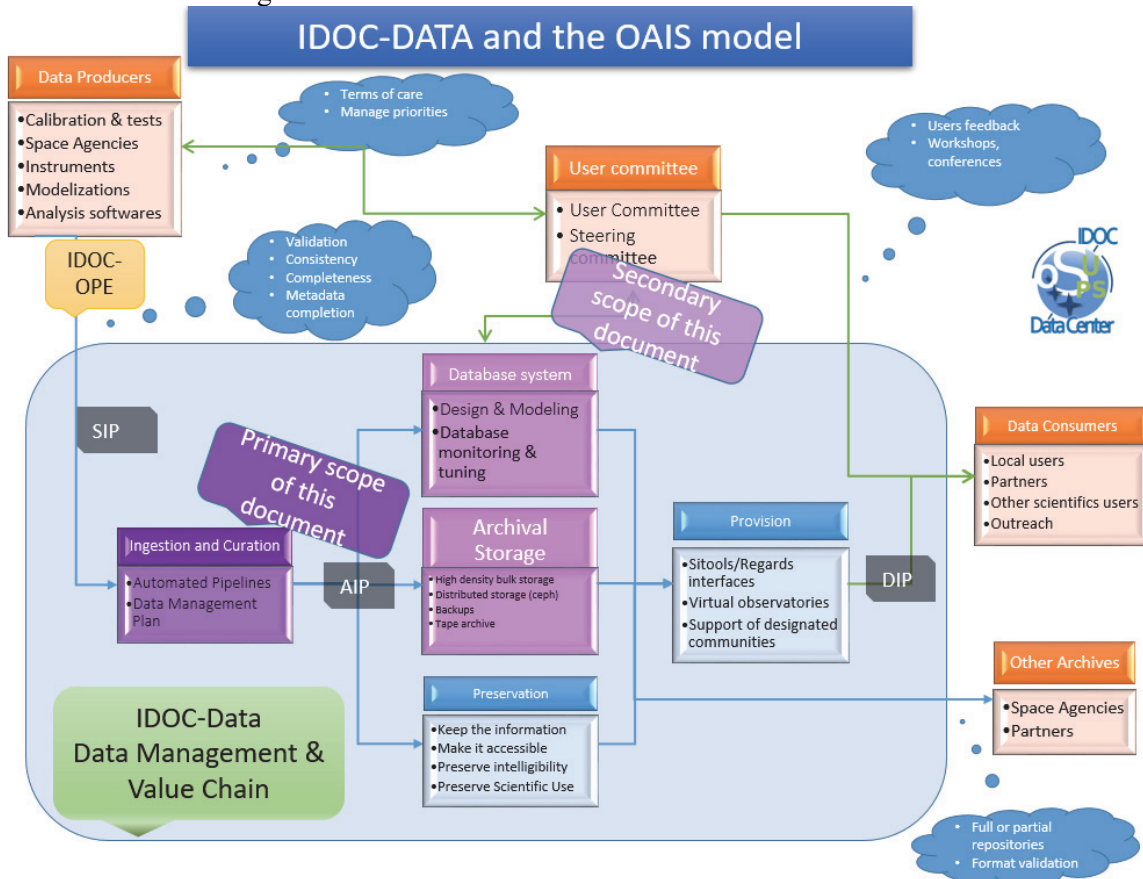 IDOC-DATA and the OAIS model
Data Producers
•Calibration & tests
•Space Agencies
•Instruments
•Modelizations
•Analysis softwares
• Terms of care
• Manage priorities
• Users feedback
• Workshops,
conferences
User committee
• User Committee
• Steering
committee
IDOC
OSUPS
Data Center
IDOC-
OPE
• Validation
• Consistency
• Completeness
• Metadata
completion
Secondary
scope of this
document
SIP
Primary scope
of this
document
Database system
•Design & Modeling
•Database
monitoring &
tuning
Data Consumers
•Local users
•Partners
•Other scientifics users
•Outreach
Ingestion and Curation
•Automated Pipelines
•Data Management
Plan
AIP
Archival
Storage
•High density bulk storage
•Distributed storage (ceph)
•Backups
•Tape archive
Provision
•Sitools/Regards
interfaces
•Virtual observatories
•Support of designated
communities
DIP
Other Archives
•Space Agencies
•Partners
Preservation
•Keep the information
•Make it accessible
•Preserve intelligibility
•Preserve Scientific Use
IDOC-Data
Data Management &
Value Chain
• Full or partial
repositories
• Format validation